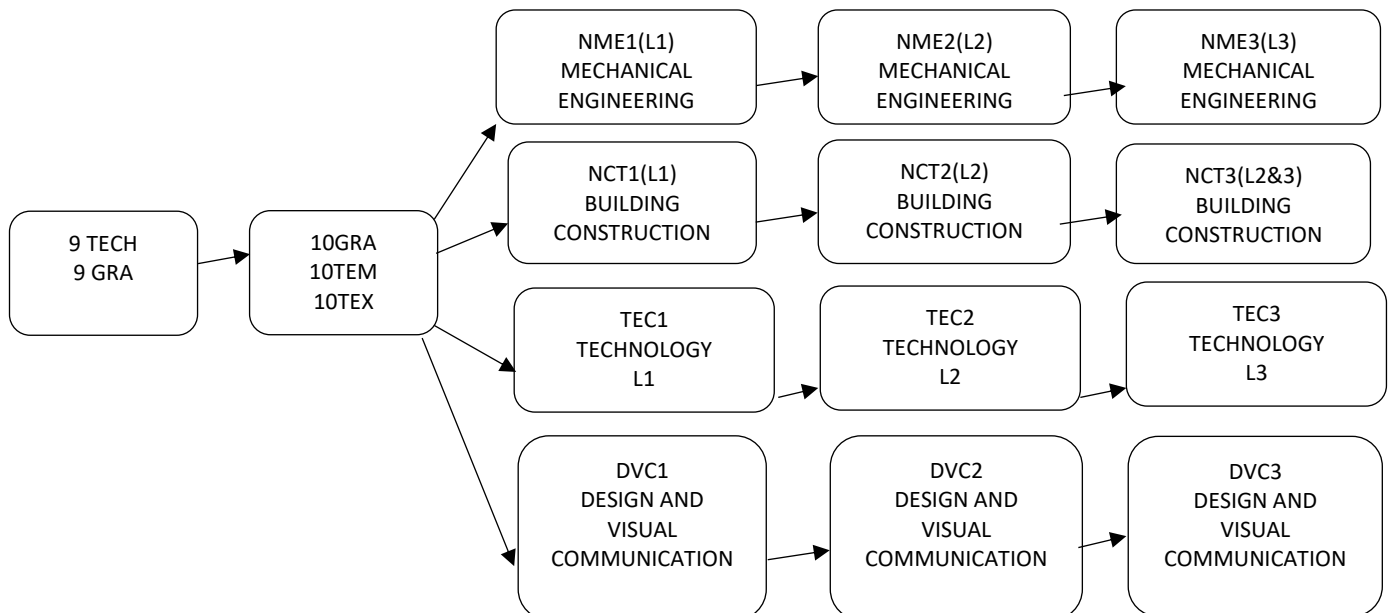 9 TECH
9 GRA
10GRA
10TEM
10TEX
NME1(L1)
MECHANICAL
ENGINEERING
NME2(L2)
MECHANICAL
ENGINEERING
NME3(L3)
MECHANICAL
ENGINEERING
NCT1(L1)
BUILDING
CONSTRUCTION
NCT2(L2)
BUILDING
CONSTRUCTION
NCT3(L2&3)
BUILDING
CONSTRUCTION
TEC1
TECHNOLOGY
L1
TEC2
TECHNOLOGY
L2
TEC3
TECHNOLOGY
L3
DVC1
DESIGN AND
VISUAL
COMMUNICATION
DVC2
DESIGN AND
VISUAL
COMMUNICATION
DVC3
DESIGN AND
VISUAL
COMMUNICATION